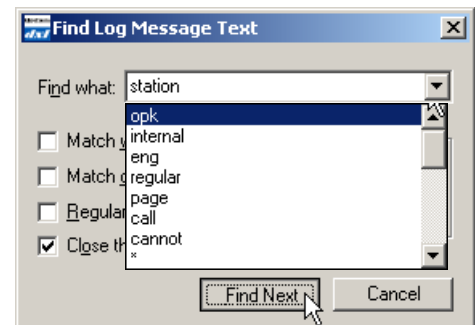 Find Log Message Text
Find what: station
opk
internal
eng
regular
page
call
cannot
*
Match
Match
Regular
Close th
Find Next
Cancel